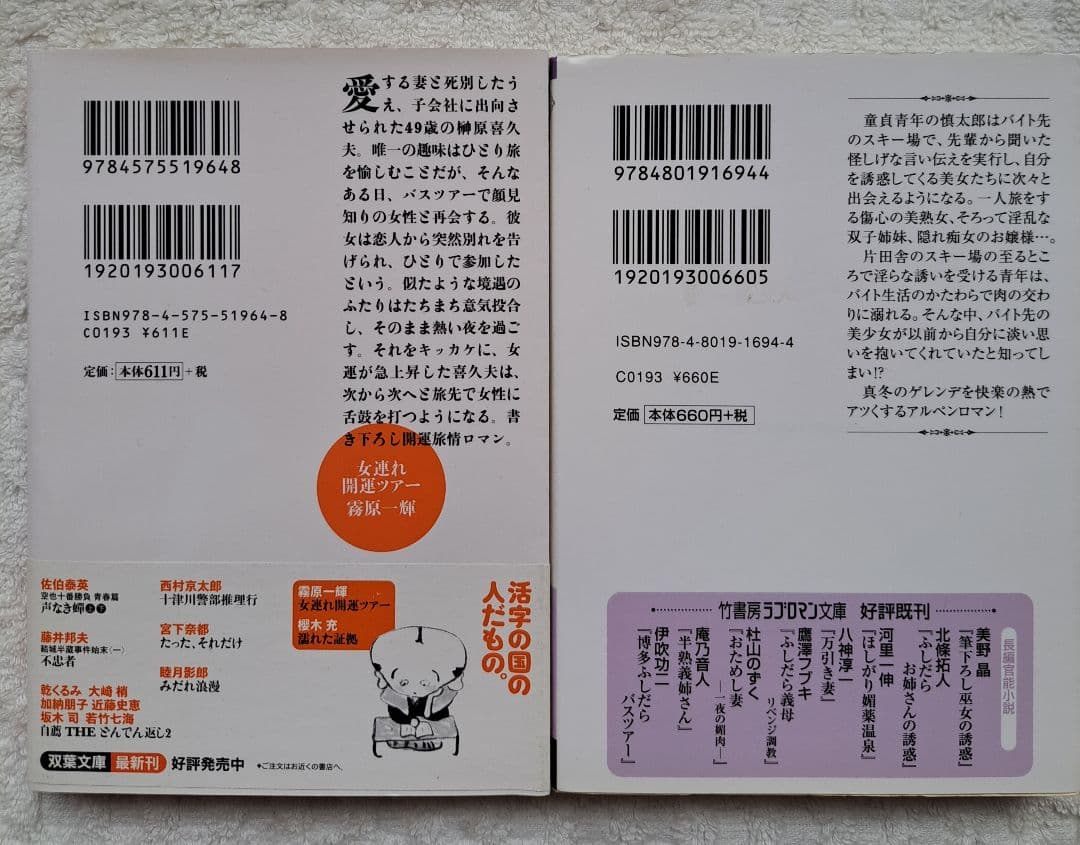 9784575519648
1920193006117
ISBN978-4-575-51964-8
C0193 ¥611E
定価:本体611円+税
愛する妻と死別したう
え、子会社に出向さ
せられた49歳の榊原喜久
夫。唯一の趣味はひとり旅
を愉しむことだが、そんな
ある日、バスツアーで顔見
知りの女性と再会する。彼
女は恋人から突然別れを告
げられ、ひとりで参加した
という。似たような境遇の
ふたりはたちまち意気投合
し、そのまま熱い夜を過ご
す。それをキッカケに、女
運が急上昇した喜久夫は、
次から次へと旅先で女性に
舌鼓を打つようになる。書
き下ろし開運旅情ロマン。
女連れ
開運ツアー
霧原一輝
佐伯泰英
空也十番勝負 青春篇
声なき蟬 上 下
藤井邦夫
結城半蔵事件始末〈一〉
不忠者
乾くるみ 大崎 梢
加納朋子 近藤史恵
坂木 司 若竹七海
自薦 THE どんでん返し2
西村京太郎
十津川警部推理行
宮下奈都
たった、それだけ
睦月影郎
みだれ浪漫
霧原一輝
女連れ開運ツアー
櫻木 充
濡れた証拠
活字の国の
人だもの。
双葉文庫 最新刊 好評発売中
●ご注文はお近くの書店へ。
9784801916944
1920193006605
ISBN978-4-8019-1694-4
C0193 ¥660E
定価 本体660円+税
童貞青年の慎太郎はバイト先
のスキー場で、先輩から聞いた
怪しげな言い伝えを実行し、自分
を誘惑してくる美女たちに次々と
出会えるようになる。一人旅をす
る傷心の美熟女、そろって淫乱な
双子姉妹、隠れ痴女のお嬢様…。
片田舎のスキー場の至るとこ
ろで淫らな誘いを受ける青年は、
バイト生活のかたわらで肉の交わ
りに溺れる。そんな中、バイト先の
美少女が以前から自分に淡い思
いを抱いてくれていたと知ってし
まい!?
真冬のゲレンデを快楽の熱で
アツくするアルペンロマン!
竹書房ラブロマン文庫 好評既刊
長編官能小説
美野 晶
『筆下ろし巫女の誘惑』
北條拓人
『ふしだら
お姉さんの誘惑』
河里一伸
『ほしがり媚薬温泉』
八神淳一
『万引き妻』
鷹澤フブキ
『ふしだら義母
リベンジ調教』
杜山のずく
『おためし妻
―一夜の媚肉―』
庵乃音人
『半熟義姉さん』
伊吹功二
『博多ふしだら
バスツアー』